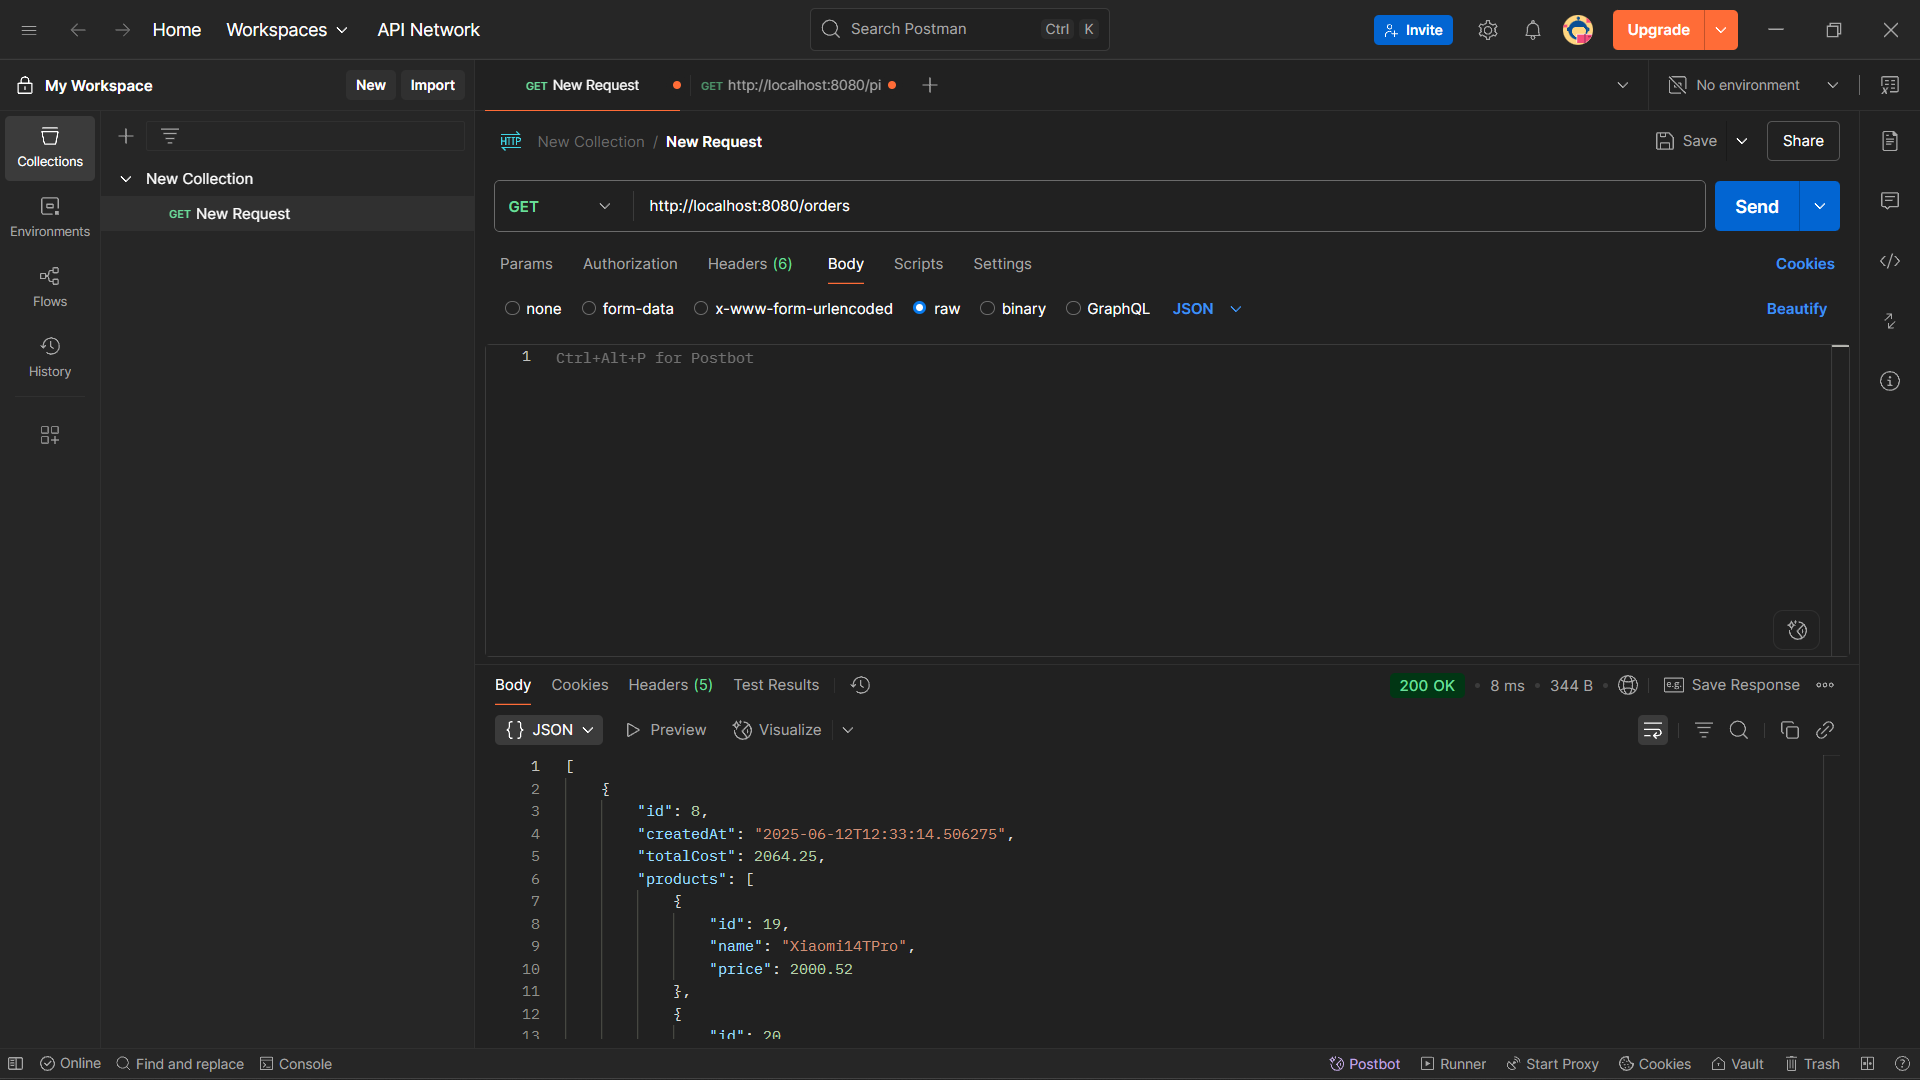 Home Workspaces API Network Search Postman Ctrl K Invite Upgrade
My Workspace New Import GET New Request GET http://localhost:8080/pi No environment
Collections
Environments
Flows
History
New Collection
GET New Request
HTTP New Collection / New Request Save Share
GET http://localhost:8080/orders Send
Params Authorization Headers (6) Body Scripts Settings Cookies
none form-data x-www-form-urlencoded raw binary GraphQL JSON Beautify
1 Ctrl+Alt+P for Postbot
Body Cookies Headers (5) Test Results 200 OK • 8 ms • 344 B • e.g. Save Response
{} JSON Preview Visualize
1 [
2 {
3 "id": 8,
4 "createdAt": "2025-06-12T12:33:14.506275",
5 "totalCost": 2064.25,
6 "products": [
7 {
8 "id": 19,
9 "name": "Xiaomi14TPro",
10 "price": 2000.52
11 },
12 {
13 "id": 20
Online Find and replace Console Postbot Runner Start Proxy Cookies Vault Trash